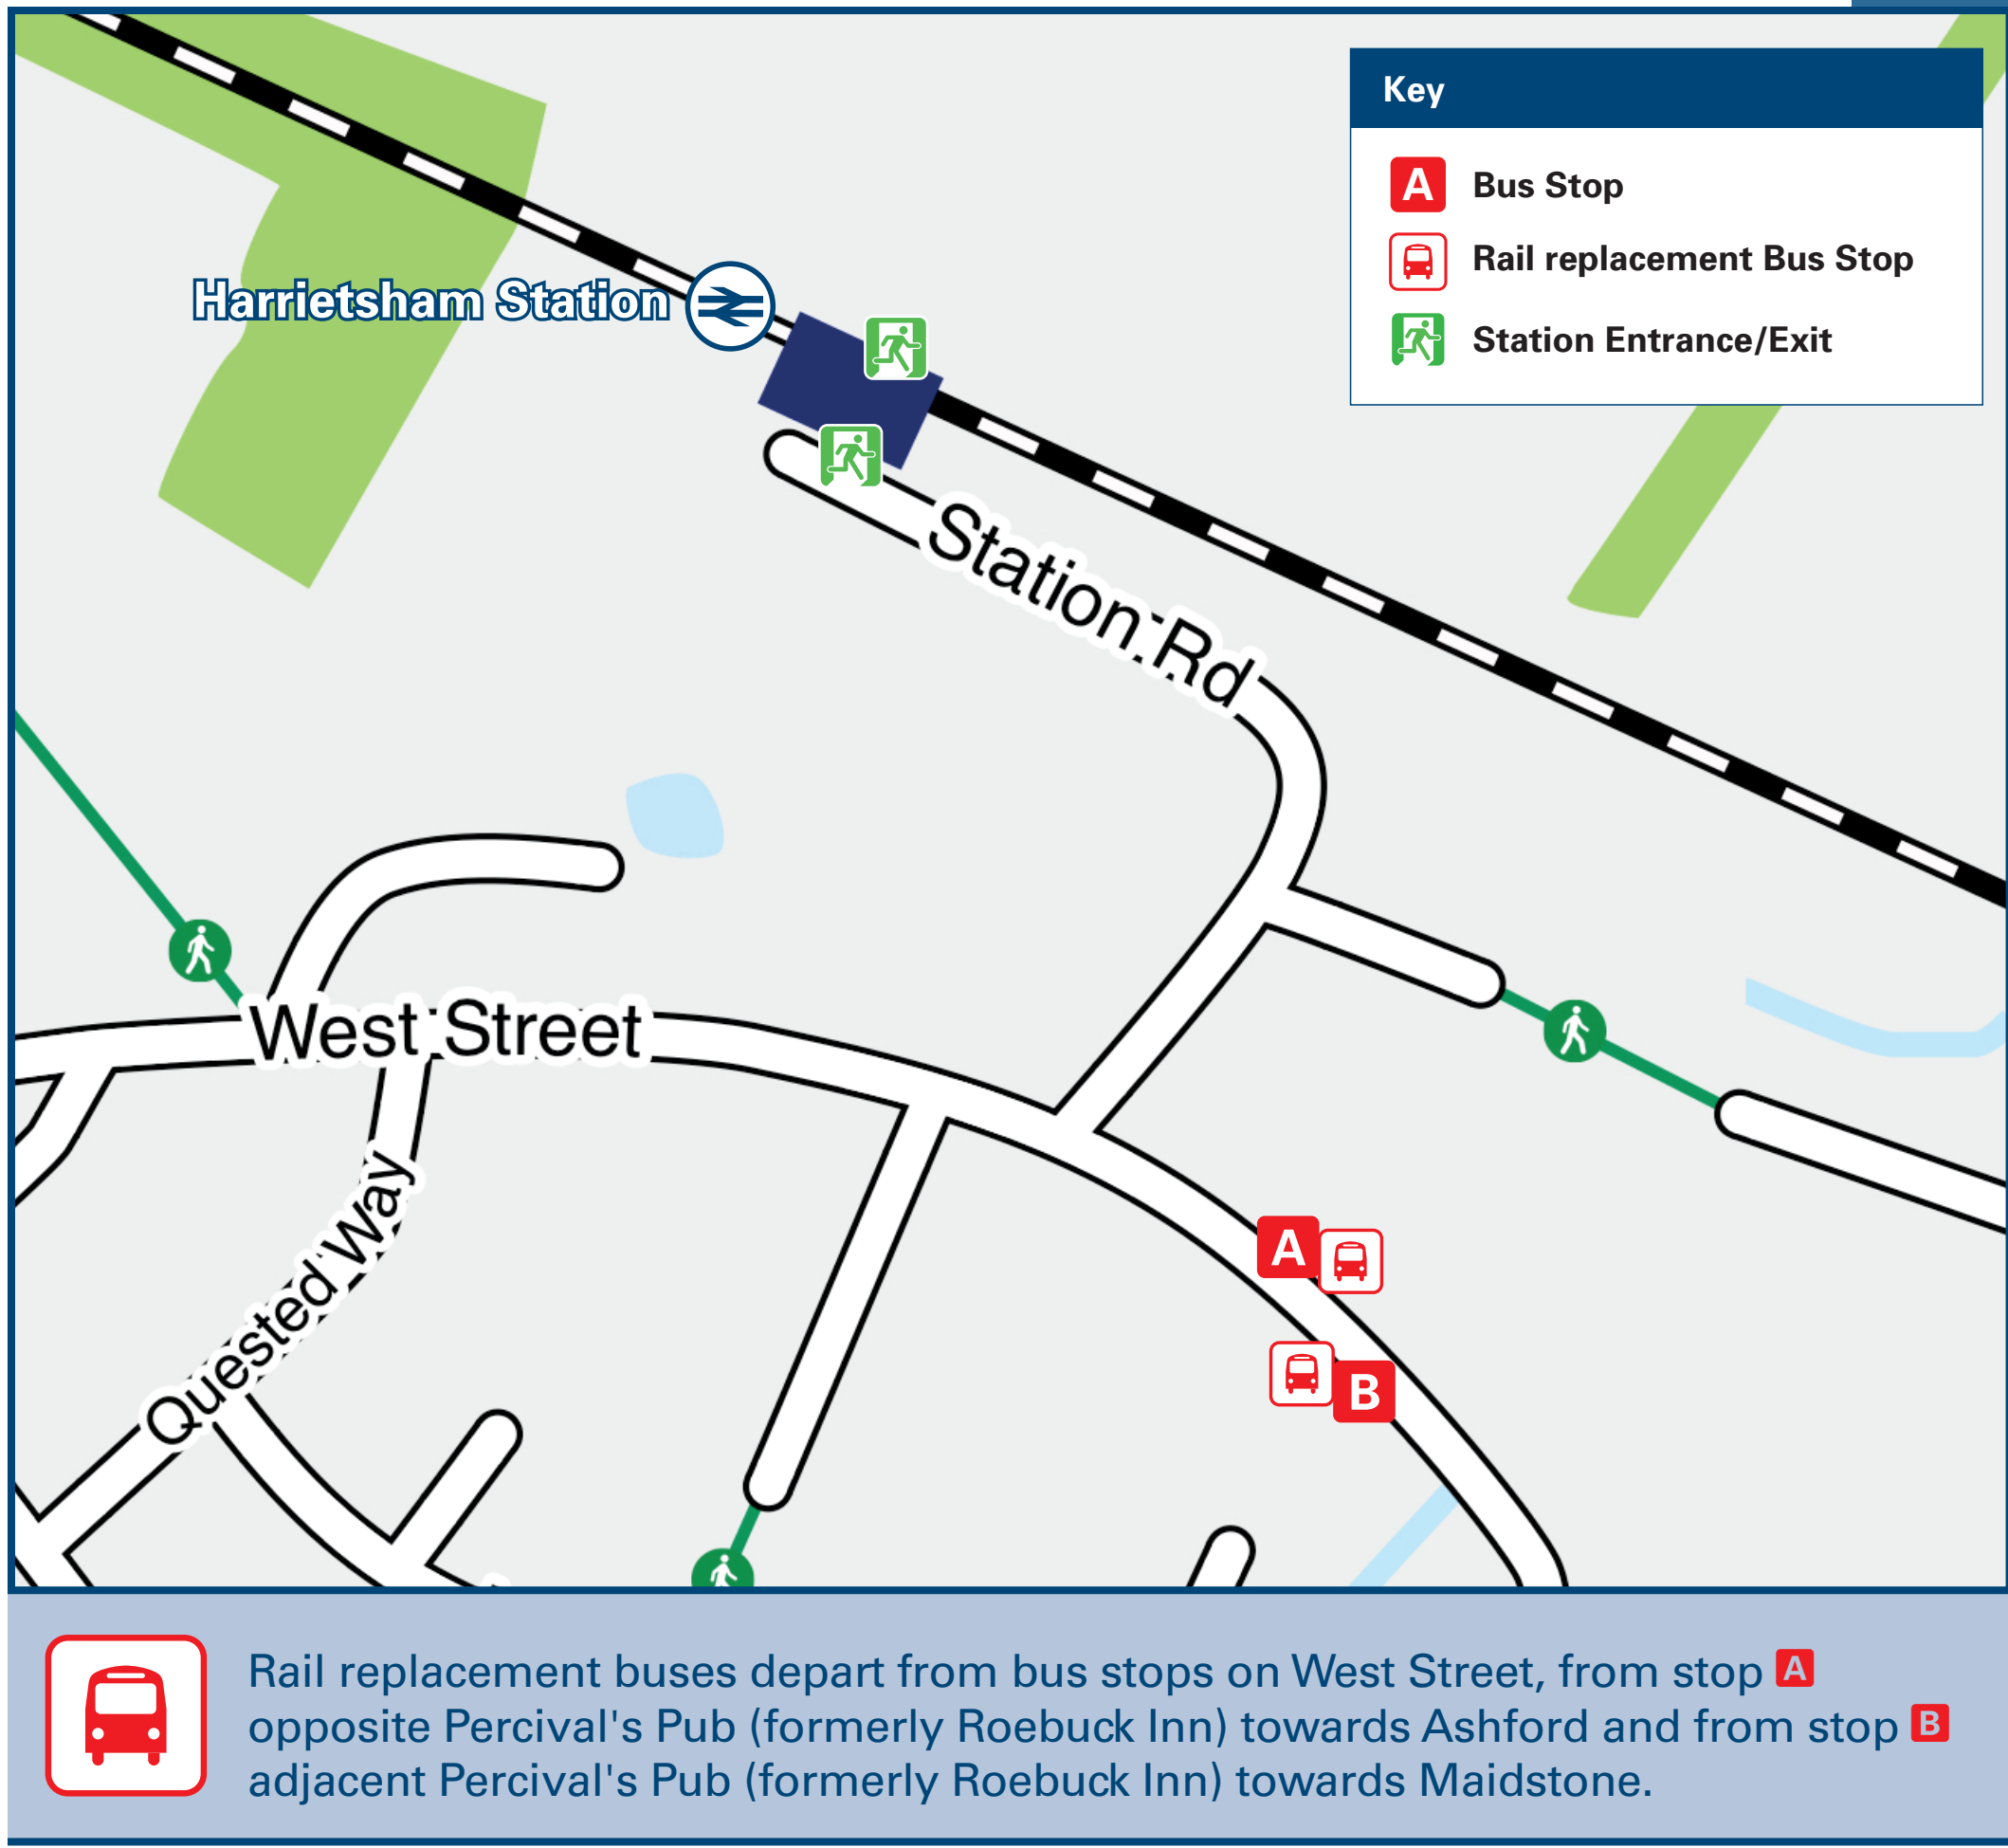 Key
A Bus Stop
Rail replacement Bus Stop
Station Entrance/Exit
Harrietsham Station
Station Rd
West Street
Quested Way
A
B
Rail replacement buses depart from bus stops on West Street, from stop A
opposite Percival's Pub (formerly Roebuck Inn) towards Ashford and from stop B
adjacent Percival's Pub (formerly Roebuck Inn) towards Maidstone.